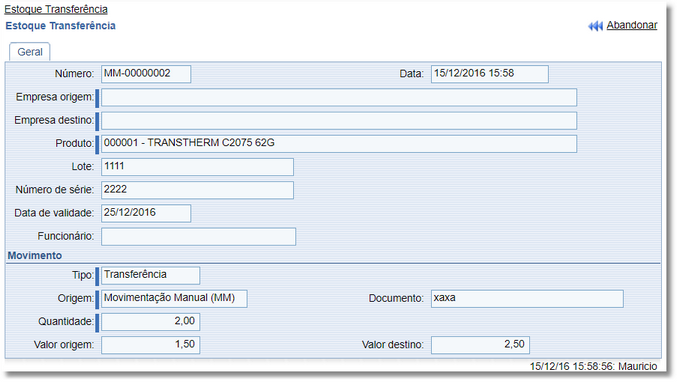 Estoque Transferência
Estoque Transferência Abandonar
Geral
Número: MM-00000002 Data: 15/12/2016 15:58
Empresa origem:
Empresa destino:
Produto: 000001 - TRANSTHERM C2075 62G
Lote: 1111
Número de série: 2222
Data de validade: 25/12/2016
Funcionário:
Movimento
Tipo: Transferência
Origem: Movimentação Manual (MM) Documento: xaxa
Quantidade: 2,00
Valor origem: 1,50 Valor destino: 2,50
15/12/16 15:58:56: Mauricio